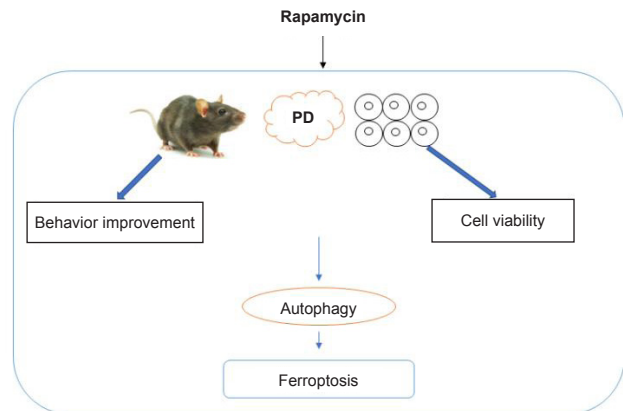 Rapamycin
PD
Behavior improvement
Cell viability
Autophagy
Ferroptosis